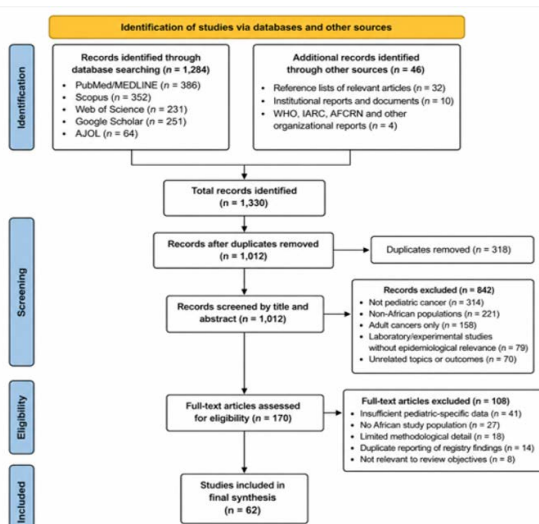 Identification of studies via databases and other sources
Identification
Records identified through
database searching (n = 1,284)
• PubMed/MEDLINE (n = 386)
• Scopus (n = 352)
• Web of Science (n = 231)
• Google Scholar (n = 251)
• AJOL (n = 64)
Additional records identified
through other sources (n = 46)
• Reference lists of relevant articles (n = 32)
• Institutional reports and documents (n = 10)
• WHO, IARC, AFCRN and other
organizational reports (n = 4)
Total records identified
(n = 1,330)
Screening
Records after duplicates removed
(n = 1,012)
Duplicates removed (n = 318)
Records screened by title and
abstract (n = 1,012)
Records excluded (n = 842)
• Not pediatric cancer (n = 314)
• Non-African populations (n = 221)
• Adult cancers only (n = 158)
• Laboratory/experimental studies
without epidemiological relevance (n = 79)
• Unrelated topics or outcomes (n = 70)
Eligibility
Full-text articles assessed
for eligibility (n = 170)
Full-text articles excluded (n = 108)
• Insufficient pediatric-specific data (n = 41)
• No African study population (n = 27)
• Limited methodological detail (n = 18)
• Duplicate reporting of registry findings (n = 14)
• Not relevant to review objectives (n = 8)
Included
Studies included in
final synthesis
(n = 62)